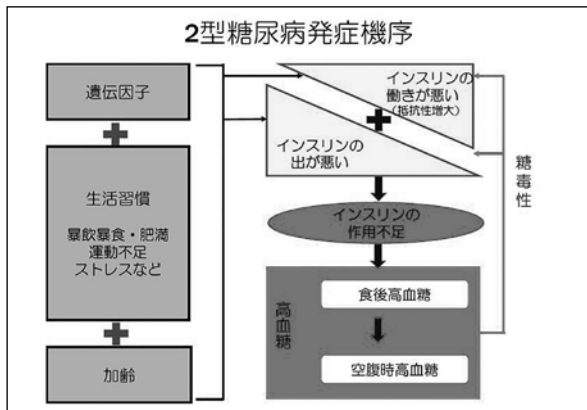 2型糖尿病発症機序
遺伝因子
+
生活習慣
暴飲暴食・肥満
運動不足
ストレスなど
+
加齢
インスリンの
働きが悪い
(抵抗性増大)
+
インスリンの
出が悪い
インスリンの
作用不足
高血糖
食後高血糖
空腹時高血糖
糖毒性